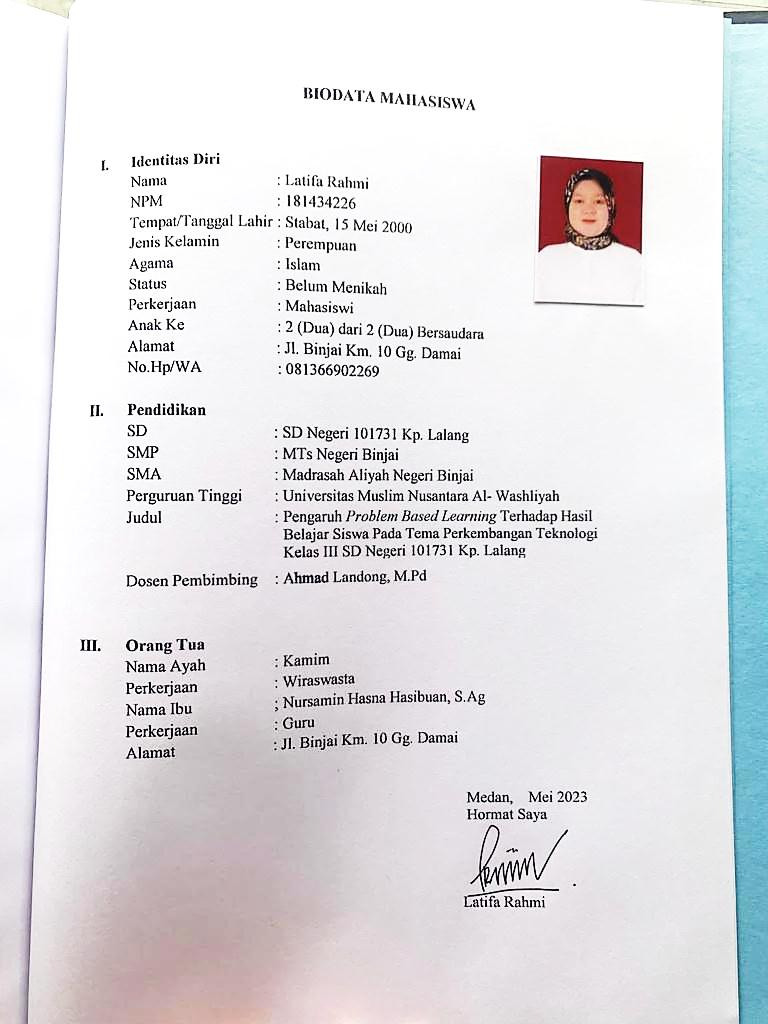 BIODATA MAHASISWA
I. Identitas Diri
Nama : Latifa Rahmi
NPM : 181434226
Tempat/Tanggal Lahir : Stabat, 15 Mei 2000
Jenis Kelamin : Perempuan
Agama : Islam
Status : Belum Menikah
Perkerjaan : Mahasiswi
Anak Ke : 2 (Dua) dari 2 (Dua) Bersaudara
Alamat : Jl. Binjai Km. 10 Gg. Damai
No.Hp/WA : 081366902269
II. Pendidikan
SD : SD Negeri 101731 Kp. Lalang
SMP : MTs Negeri Binjai
SMA : Madrasah Aliyah Negeri Binjai
Perguruan Tinggi : Universitas Muslim Nusantara Al- Washliyah
Judul : Pengaruh Problem Based Learning Terhadap Hasil
Belajar Siswa Pada Tema Perkembangan Teknologi
Kelas III SD Negeri 101731 Kp. Lalang
Dosen Pembimbing : Ahmad Landong, M.Pd
III. Orang Tua
Nama Ayah : Kamim
Perkerjaan : Wiraswasta
Nama Ibu ; Nursamin Hasna Hasibuan, S.Ag
Perkerjaan : Guru
Alamat : Jl. Binjai Km. 10 Gg. Damai
Medan, Mei 2023
Hormat Saya
Latifa Rahmi